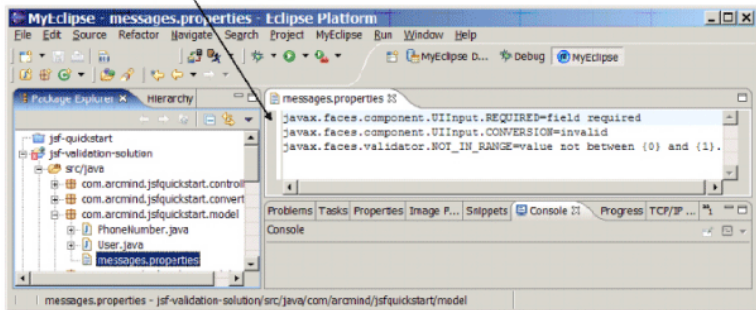 MyEclipse - messages.properties - Eclipse Platform
File Edit Source Refactor Navigate Search Project MyEclipse Run Window Help
MyEclipse D... Debug MyEclipse
Package Explorer Hierarchy
messages.properties
javax.faces.component.UIInput.REQUIRED=field required
javax.faces.component.UIInput.CONVERSION=invalid
javax.faces.validator.NOT_IN_RANGE=value not between {0} and {1}.
jsf-quickstart
jsf-validation-solution
src/java
com.arcmind.jsfquickstart.controll
com.arcmind.jsfquickstart.convert
com.arcmind.jsfquickstart.model
PhoneNumber.java
User.java
messages.properties
Problems Tasks Properties Image P... Snippets Console Progress TCP/IP ...
Console
messages.properties - jsf-validation-solution/src/java/com/arcmind/jsfquickstart/model